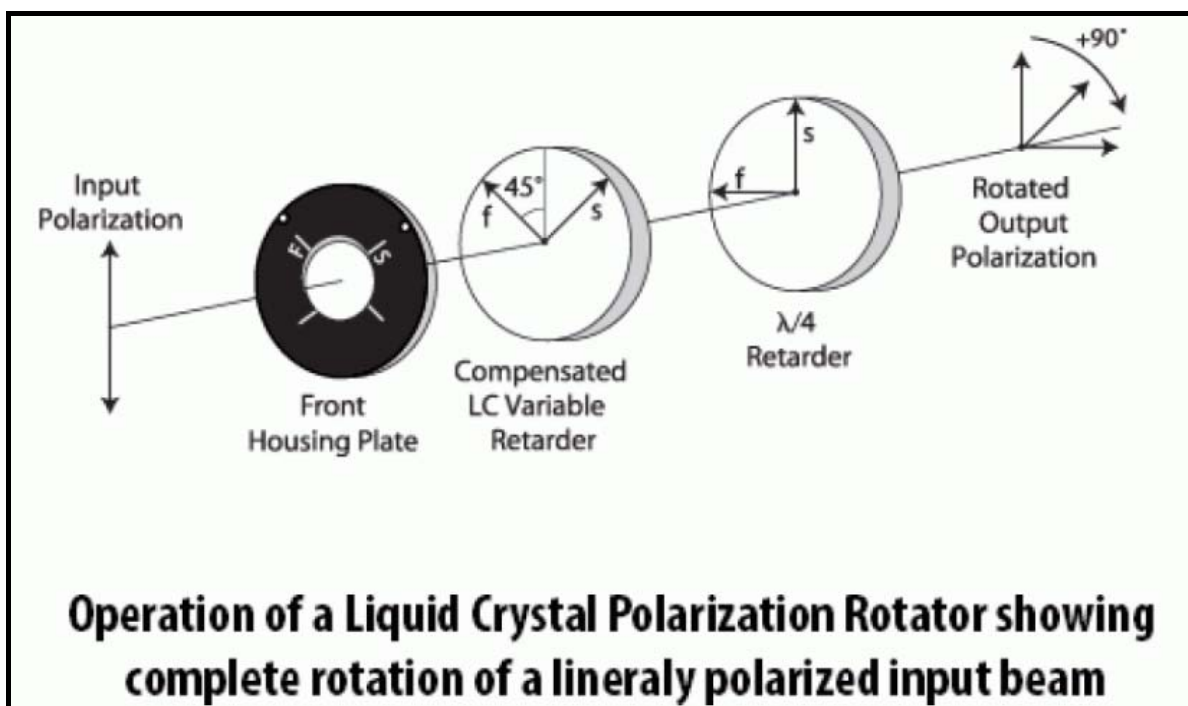 +90°
Input
Polarization
F
S
45°
f
s
f
s
Rotated
Output
Polarization
λ/4
Retarder
Compensated
LC Variable
Retarder
Front
Housing Plate
Operation of a Liquid Crystal Polarization Rotator showing
complete rotation of a lineraly polarized input beam